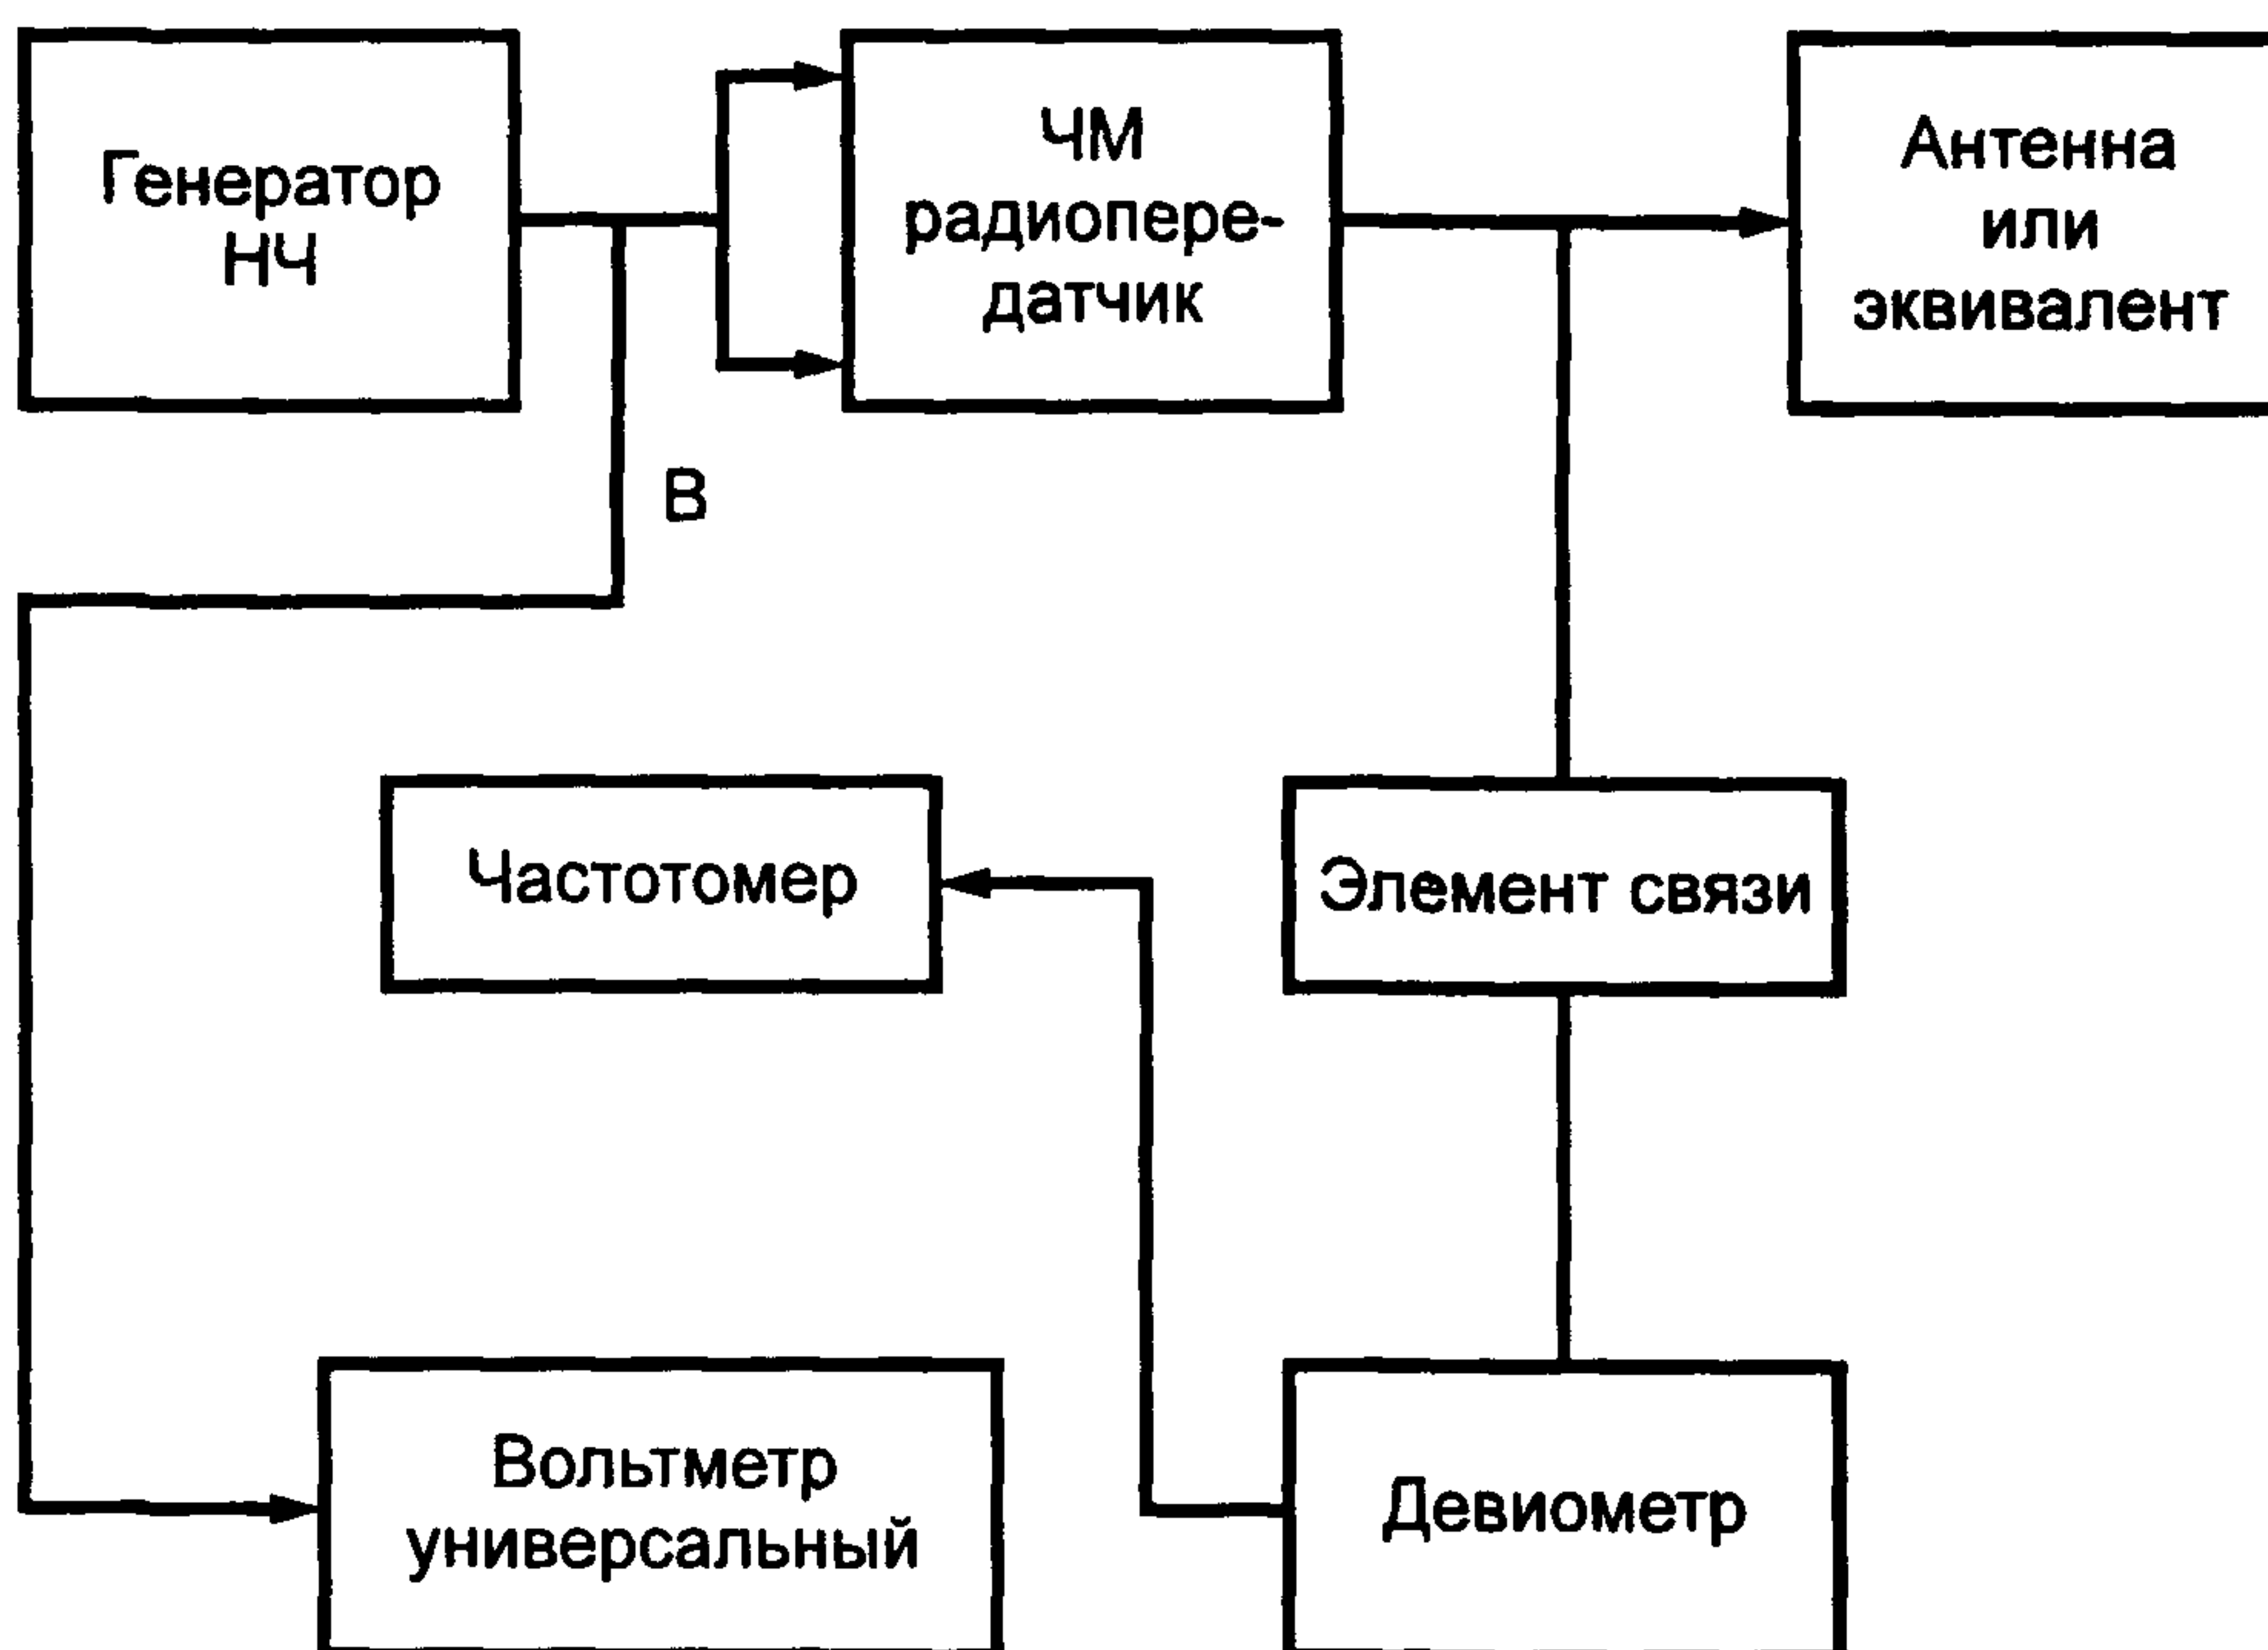 Генератор
НЧ
ЧМ
радиопере-
датчик
Антенна
или
эквивалент
В
Частотомер
Элемент связи
Вольтметр
универсальный
Девиометр